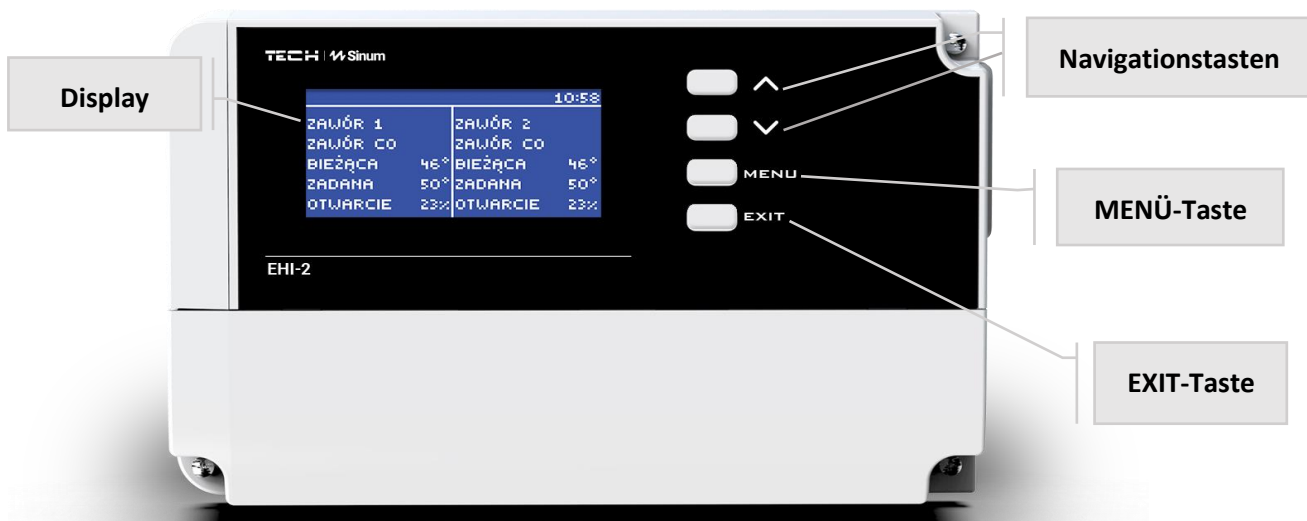 TECH Sinum
Display
Navigationstasten
MENÜ-Taste
EXIT-Taste
10:58
ZAWÓR 1 ZAWÓR 2
ZAWÓR CO ZAWÓR CO
BIEŻĄCA 46° BIEŻĄCA 46°
ZADANA 50° ZADANA 50°
OTWARCIE 23% OTWARCIE 23%
MENU
EXIT
EHI-2